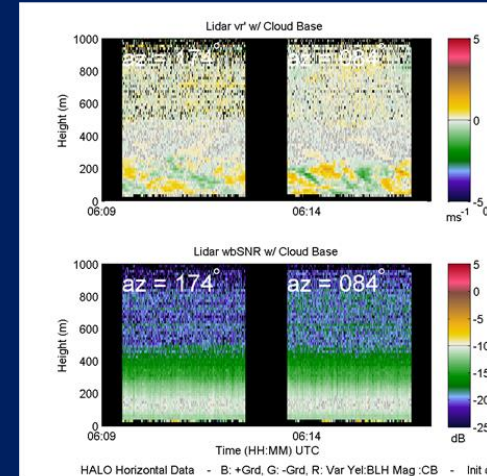 Lidar vr' w/ Cloud Base
1000
800
600
400
200
0
Height (m)
az = 174°
az = 084°
06:09
06:14
5
0
-5
ms⁻¹
0
Lidar wbSNR w/ Cloud Base
1000
800
600
400
200
0
Height (m)
az = 174°
az = 084°
06:09
06:14
Time (HH:MM) UTC
5
0
-5
-10
-15
-20
-25
dB
HALO Horizontal Data - B: +Grd, G: -Grd, R: Var Yel:BLH Mag :CB - Init